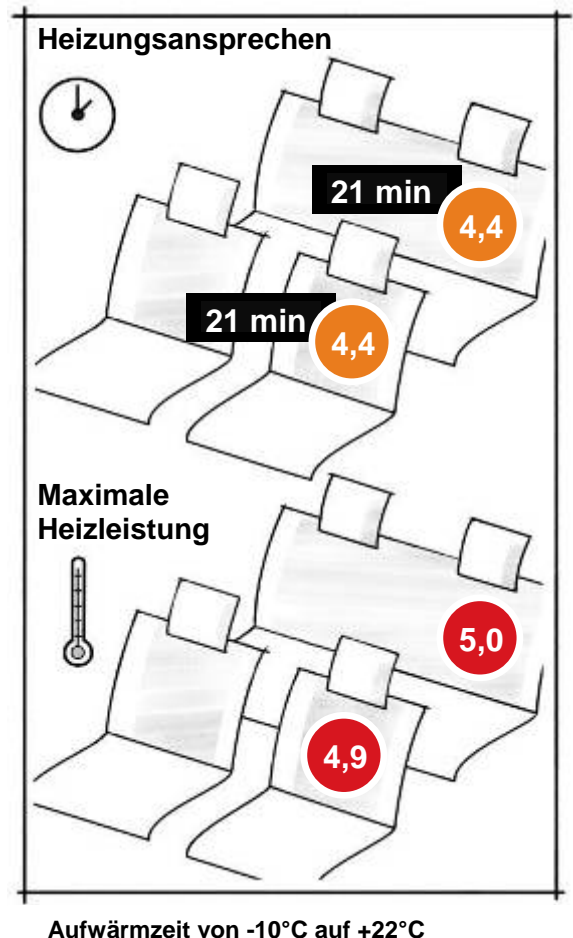 Heizungsansprechen
21 min
4,4
21 min
4,4
Maximale
Heizleistung
5,0
4,9
Aufwärmzeit von -10°C auf +22°C